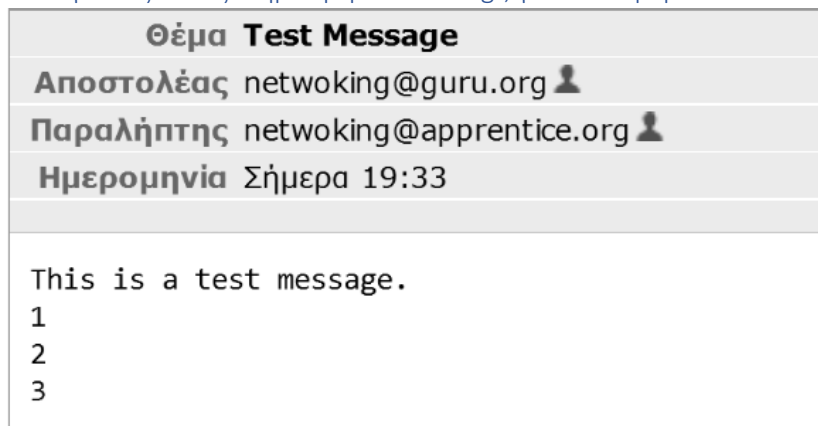 Θέμα Test Message
Αποστολέας netwoking@guru.org
Παραλήπτης netwoking@apprentice.org
Ημερομηνία Σήμερα 19:33
This is a test message.
1
2
3